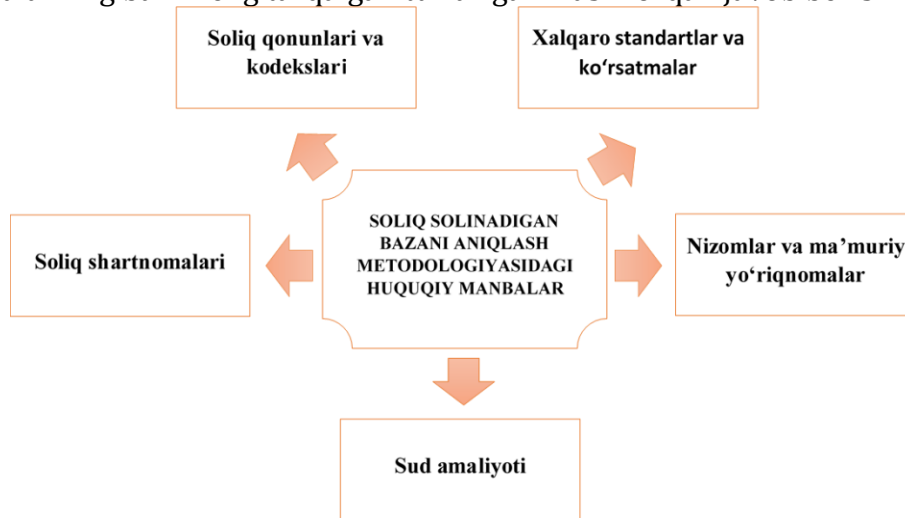 Soliq qonunlari va
kodekslari
Xalqaro standartlar va
ko‘rsatmalar
Soliq shartnomalari
SOLIQ SOLINADIGAN
BAZANI ANIQLASH
METODOLOGIYASIDAGI
HUQUQIY MANBALAR
Nizomlar va ma’muriy
yo‘riqnomalar
Sud amaliyoti